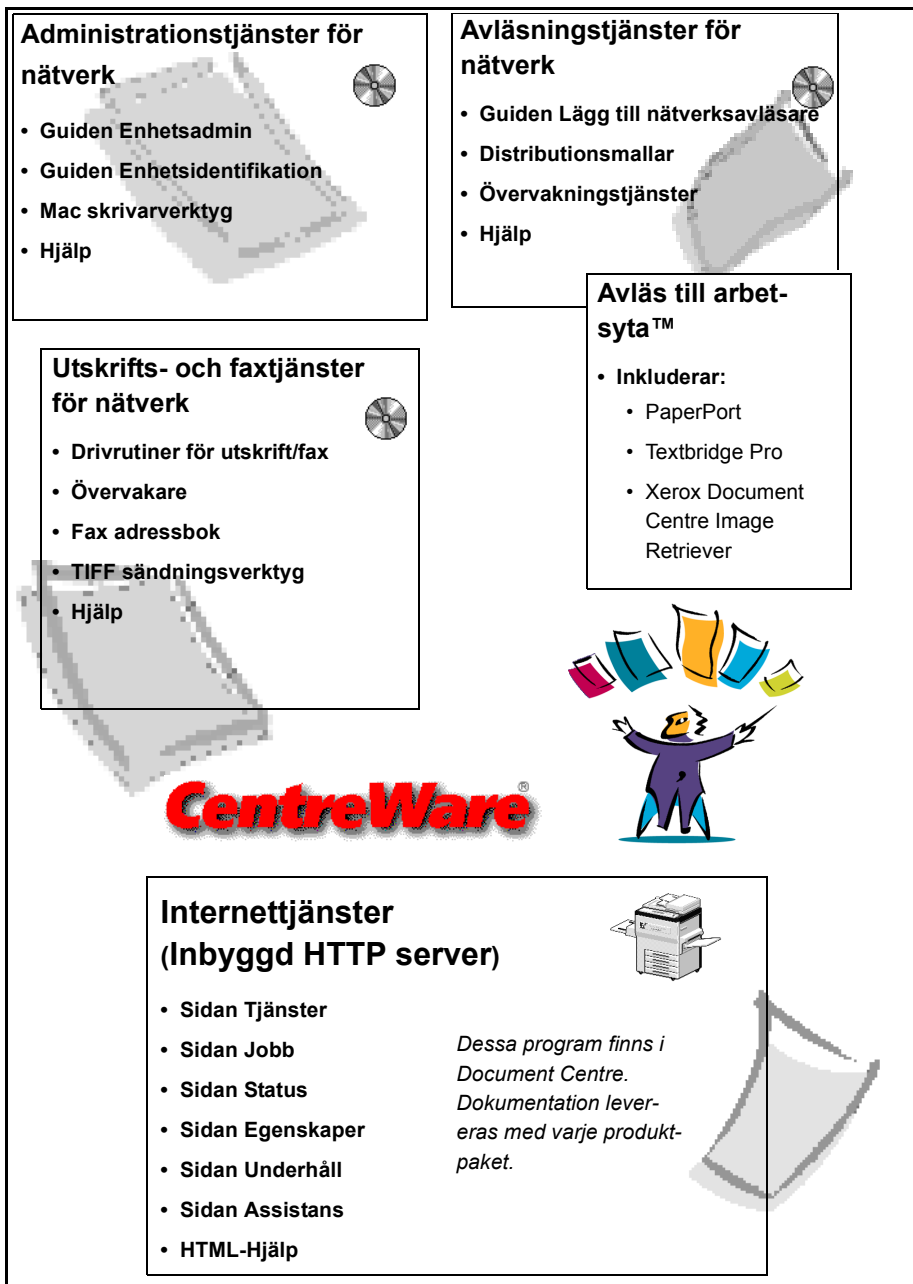 Administrationstjänster för
nätverk
• Guiden Enhetsadmin
• Guiden Enhetsidentifikation
• Mac skrivarverktyg
• Hjälp
Avläsningstjänster för
nätverk
• Guiden Lägg till nätverksavläsare
• Distributionsmallar
• Övervakningstjänster
• Hjälp
Avläs till arbet-
syta™
• Inkluderar:
• PaperPort
• Textbridge Pro
• Xerox Document
Centre Image
Retriever
Utskrifts- och faxtjänster
för nätverk
• Drivrutiner för utskrift/fax
• Övervakare
• Fax adressbok
• TIFF sändningsverktyg
• Hjälp
CentreWare®
Internettjänster
(Inbyggd HTTP server)
• Sidan Tjänster
• Sidan Jobb
• Sidan Status
• Sidan Egenskaper
• Sidan Underhåll
• Sidan Assistans
• HTML-Hjälp
Dessa program finns i
Document Centre.
Dokumentation lever-
eras med varje produkt-
paket.